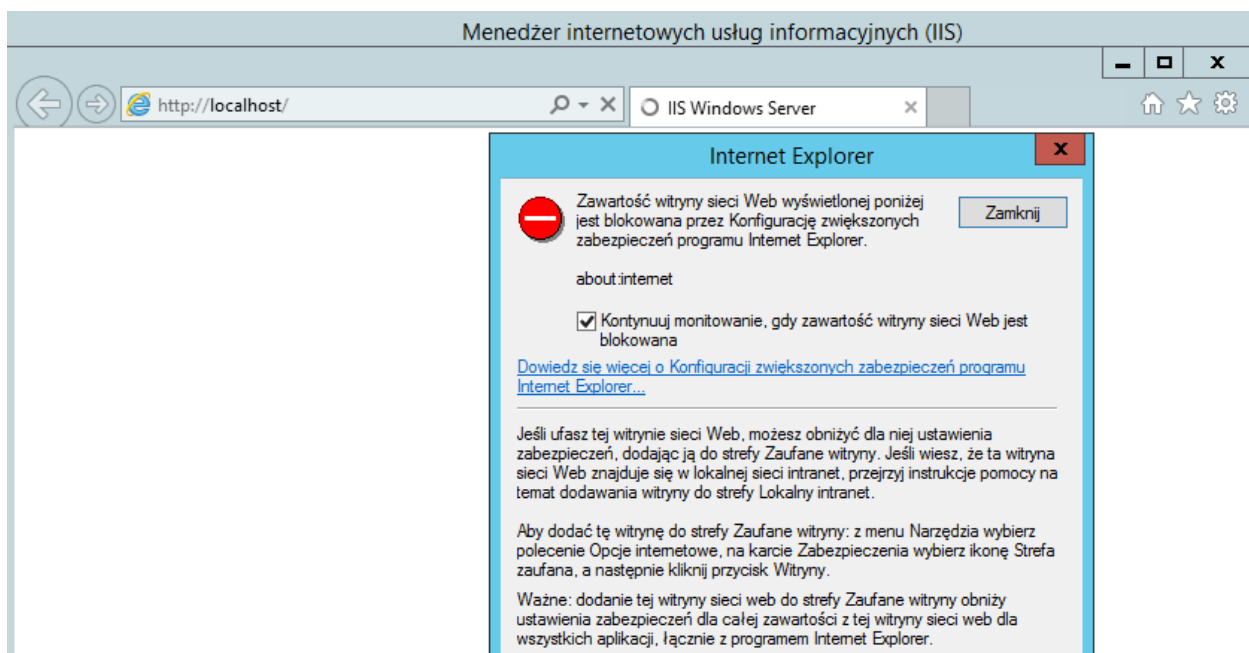 Menedżer internetowych usług informacyjnych (IIS)
http://localhost/
IIS Windows Server
Internet Explorer
Zawartość witryny sieci Web wyświetlonej poniżej
jest blokowana przez Konfigurację zwiększonych
zabezpieczeń programu Internet Explorer.
Zamknij
about:internet
Kontynuuj monitowanie, gdy zawartość witryny sieci Web jest
blokowana
Dowiedz się więcej o Konfiguracji zwiększonych zabezpieczeń programu
Internet Explorer...
Jeśli ufasz tej witrynie sieci Web, możesz obniżyć dla niej ustawienia
zabezpieczeń, dodając ją do strefy Zaufane witryny. Jeśli wiesz, że ta witryna
sieci Web znajduje się w lokalnej sieci intranet, przejrzyj instrukcje pomocy na
temat dodawania witryny do strefy Lokalny intranet.
Aby dodać tę witrynę do strefy Zaufane witryny: z menu Narzędzia wybierz
polecenie Opcje internetowe, na karcie Zabezpieczenia wybierz ikonę Strefa
zaufana, a następnie kliknij przycisk Witryny.
Ważne: dodanie tej witryny sieci web do strefy Zaufane witryny obniży
ustawienia zabezpieczeń dla całej zawartości z tej witryny sieci web dla
wszystkich aplikacji, łącznie z programem Internet Explorer.